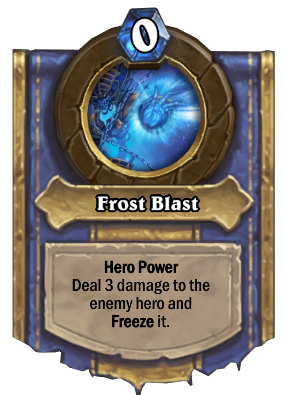 0
Frost Blast
Hero Power
Deal 3 damage to the
enemy hero and
Freeze it.